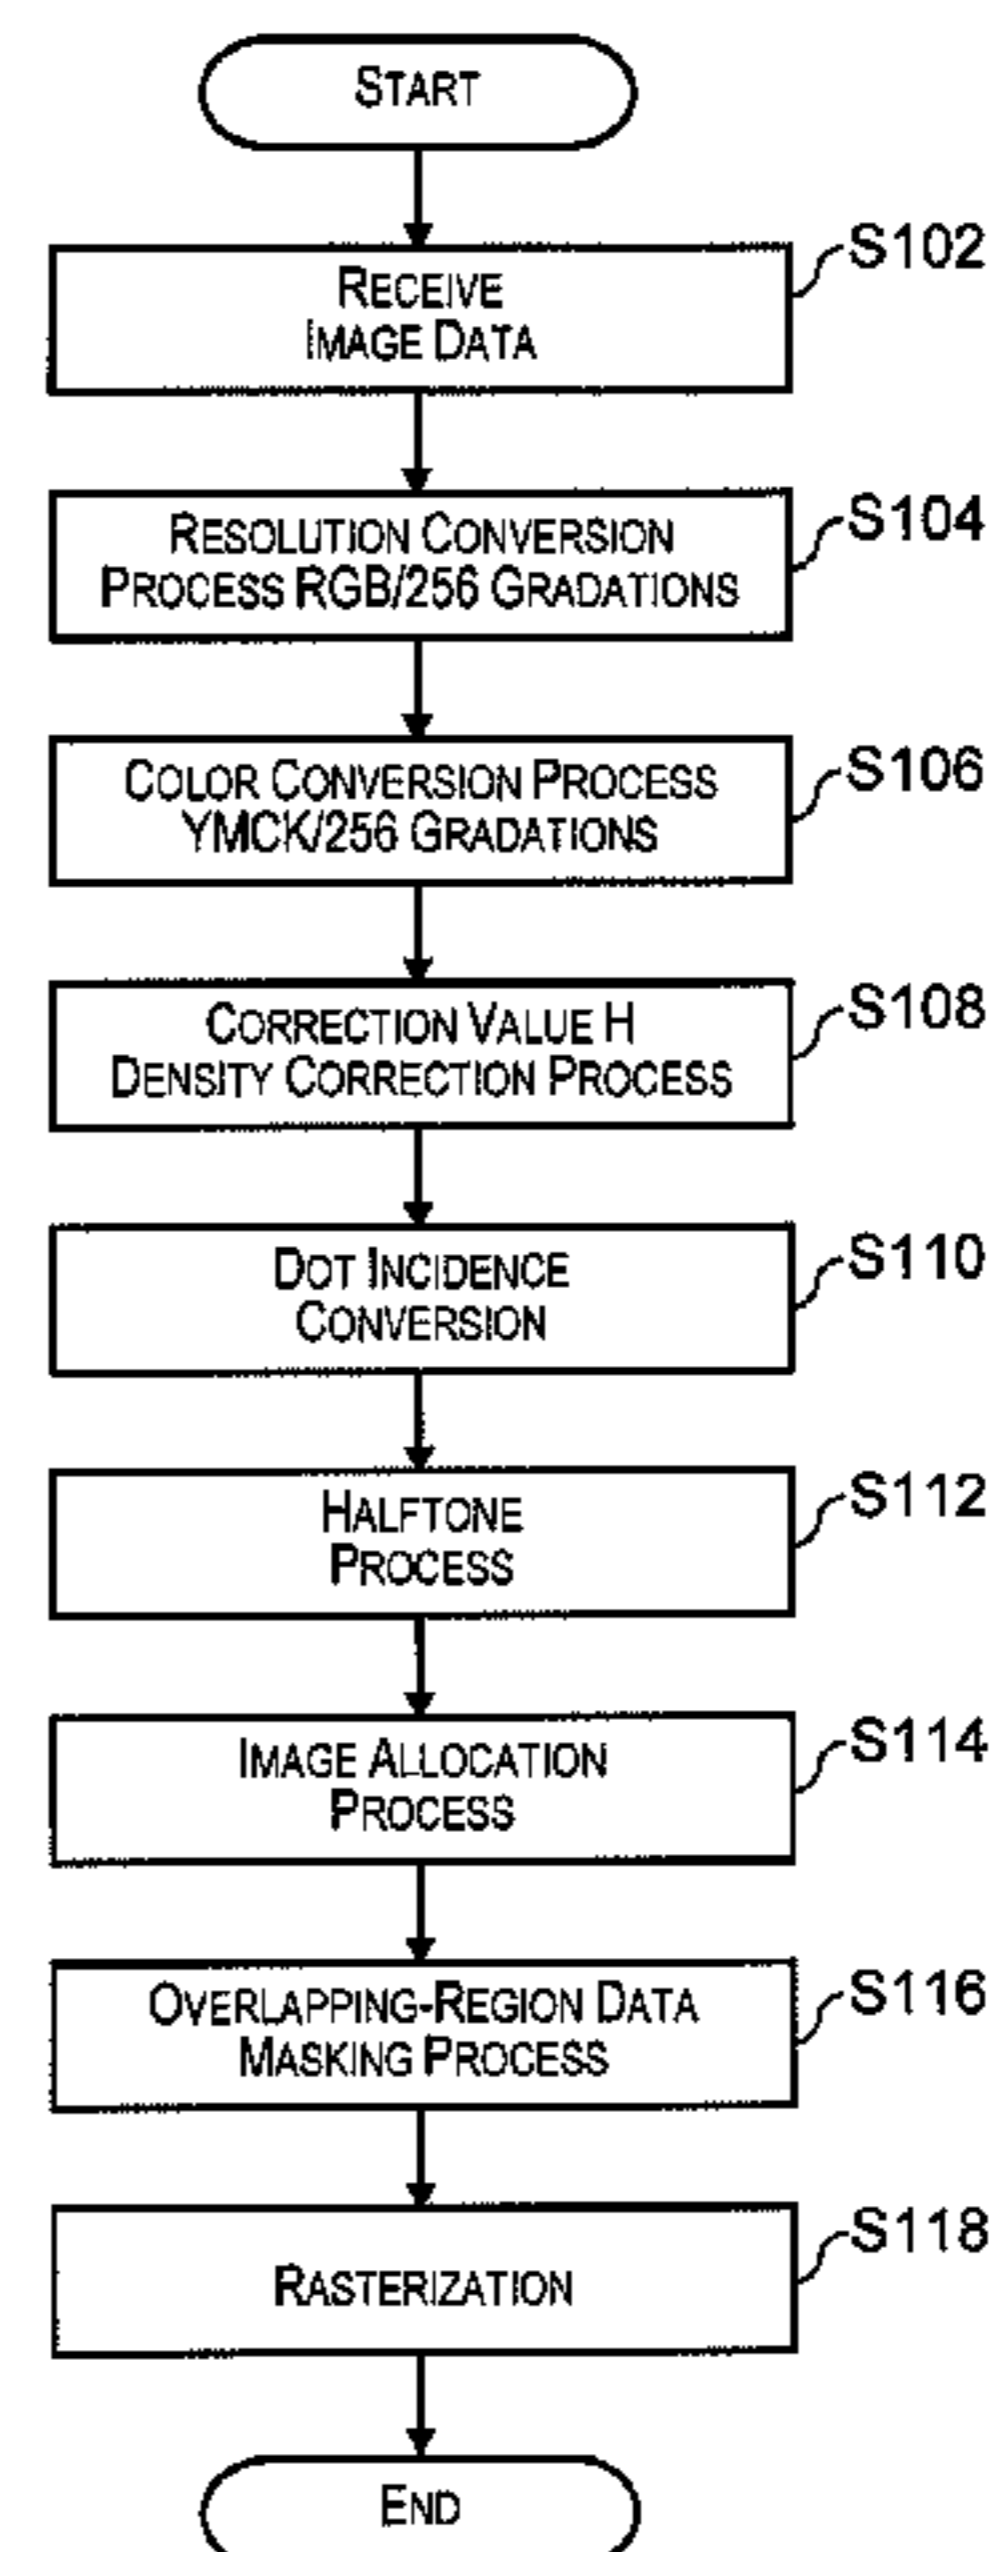 START
S102
RECEIVE
IMAGE DATA
S104
RESOLUTION CONVERSION
PROCESS RGB/256 GRADATIONS
S106
COLOR CONVERSION PROCESS
YMCK/256 GRADATIONS
S108
CORRECTION VALUE H
DENSITY CORRECTION PROCESS
S110
DOT INCIDENCE
CONVERSION
S112
HALFTONE
PROCESS
S114
IMAGE ALLOCATION
PROCESS
S116
OVERLAPPING-REGION DATA
MASKING PROCESS
S118
RASTERIZATION
END